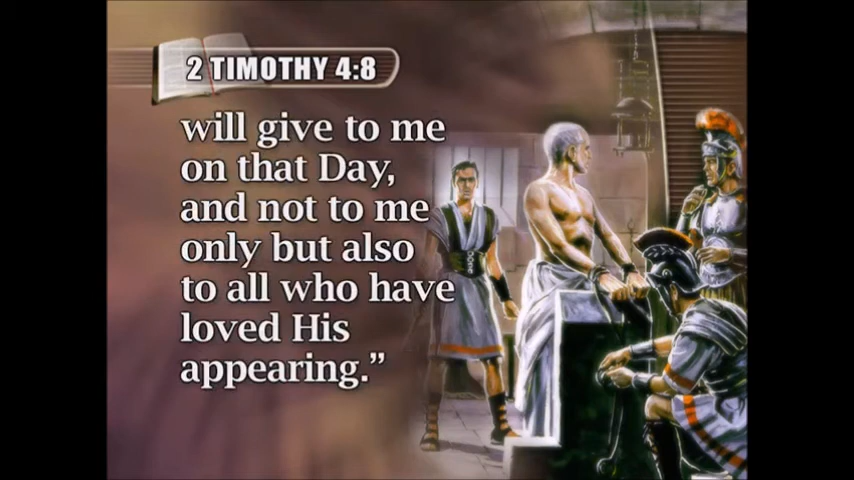 2 TIMOTHY 4:8
will give to me
on that Day,
and not to me
only but also
to all who have
loved His
appearing.”